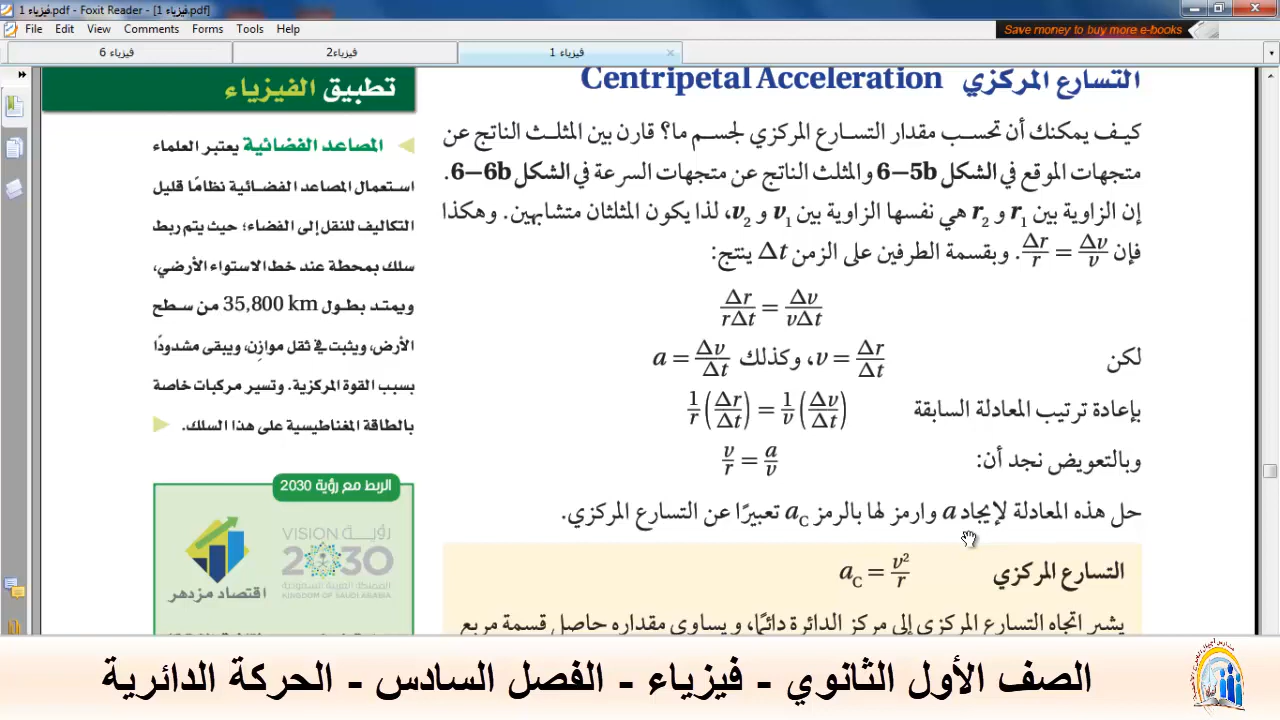 فيزياء 1.pdf - Foxit Reader - [فيزياء 1.pdf]
File Edit View Comments Forms Tools Help
Save money to buy more e-books
فيزياء 6
فيزياء2
فيزياء 1
التسارع المركزي Centripetal Acceleration
كيف يمكنك أن تحسب مقدار التسارع المركزي لجسم ما؟ قارن بين المثلث الناتج عن
متجهات الموقع في الشكل 6-5b والمثلث الناتج عن متجهات السرعة في الشكل 6-6b.
إن الزاوية بين r₁ و r₂ هي نفسها الزاوية بين v₁ و v₂، لذا يكون المثلثان متشابهين. وهكذا
فإن Δr/r = Δv/v. وبقسمة الطرفين على الزمن Δt ينتج:
Δr/rΔt = Δv/vΔt
لكن v = Δr/Δt، وكذلك a = Δv/Δt
بإعادة ترتيب المعادلة السابقة 1/r (Δr/Δt) = 1/v (Δv/Δt)
وبالتعويض نجد أن: v/r = a/v
حل هذه المعادلة لإيجاد a وارمز لها بالرمز a_C تعبيرًا عن التسارع المركزي.
التسارع المركزي a_C = v²/r
يشير اتجاه التسارع المركزي إلى مركز الدائرة دائمًا، ويساوي مقداره حاصل قسمة مربع
تطبيق الفيزياء
المصاعد الفضائية يعتبر العلماء
استعمال المصاعد الفضائية نظامًا قليل
التكاليف للنقل إلى الفضاء؛ حيث يتم ربط
سلك بمحطة عند خط الاستواء الأرضي،
ويمتد بطول 35,800 km من سطح
الأرض، ويثبت في ثقل موازِن، ويبقى مشدودًا
بسبب القوة المركزية. وتسير مركبات خاصة
بالطاقة المغناطيسية على هذا السلك.
الربط مع رؤية 2030
رؤية VISION
2030
المملكة العربية السعودية
KINGDOM OF SAUDI ARABIA
اقتصاد مزدهر
الصف الأول الثانوي - فيزياء - الفصل السادس - الحركة الدائرية